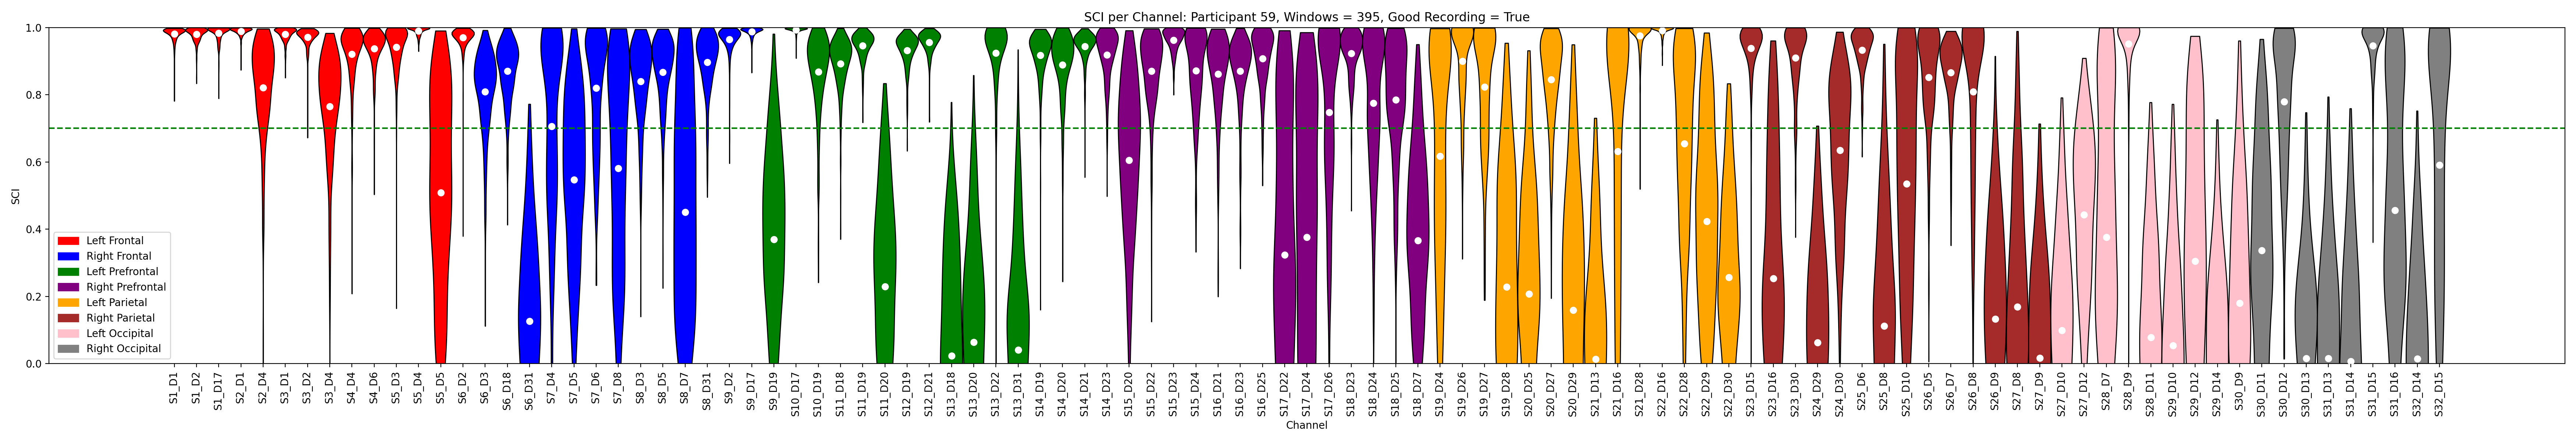 SCI per Channel: Participant 59, Windows = 395, Good Recording = True
1.0
0.8
0.6
0.4
0.2
0.0
SCI
Left Frontal
Right Frontal
Left Prefrontal
Right Prefrontal
Left Parietal
Right Parietal
Left Occipital
Right Occipital
S1_D1
S1_D2
S1_D17
S2_D1
S2_D4
S3_D1
S3_D2
S3_D4
S4_D4
S4_D6
S5_D3
S5_D4
S5_D5
S6_D2
S6_D3
S6_D18
S6_D31
S7_D4
S7_D5
S7_D6
S7_D8
S8_D3
S8_D5
S8_D7
S8_D31
S9_D2
S9_D17
S9_D19
S10_D17
S10_D19
S11_D18
S11_D19
S11_D20
S12_D19
S12_D21
S13_D18
S13_D20
S13_D22
S13_D31
S14_D19
S14_D20
S14_D21
S14_D23
S15_D20
S15_D22
S15_D23
S15_D24
S16_D21
S16_D23
S16_D25
S17_D22
S17_D24
S17_D26
S18_D23
S18_D24
S18_D25
S18_D27
S19_D24
S19_D26
S19_D27
S19_D28
S20_D25
S20_D27
S20_D29
S21_D13
S21_D16
S21_D28
S22_D16
S22_D28
S22_D29
S22_D30
S23_D15
S23_D16
S23_D30
S24_D29
S24_D30
S25_D6
S25_D8
S25_D10
S26_D5
S26_D7
S26_D8
S26_D9
S27_D8
S27_D9
S27_D10
S27_D12
S28_D7
S28_D9
S28_D11
S29_D10
S29_D12
S29_D14
S30_D9
S30_D11
S30_D12
S30_D13
S31_D13
S31_D14
S31_D15
S31_D16
S32_D14
S32_D15
Channel